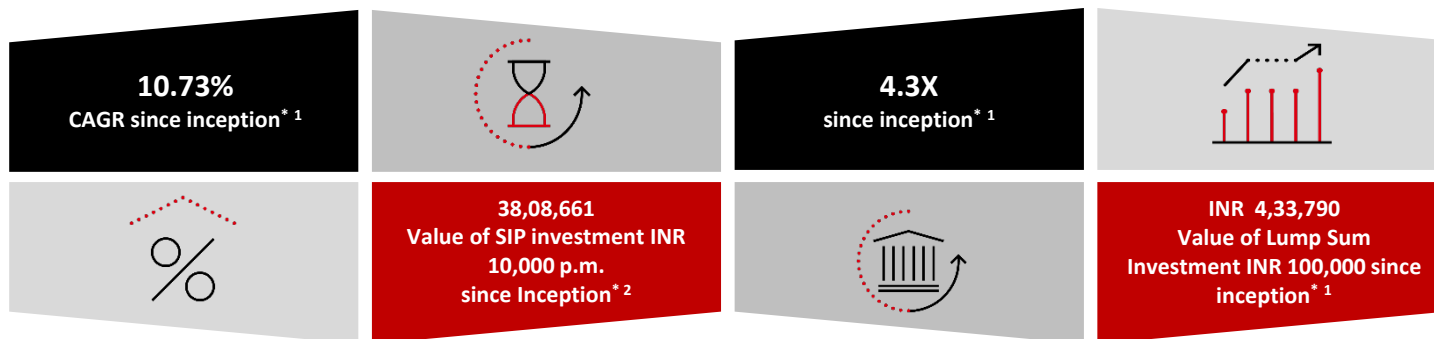 10.73%
CAGR since inception* 1
4.3X
since inception* 1
38,08,661
Value of SIP investment INR
10,000 p.m.
since Inception* 2
INR 4,33,790
Value of Lump Sum
Investment INR 100,000 since
inception* 1